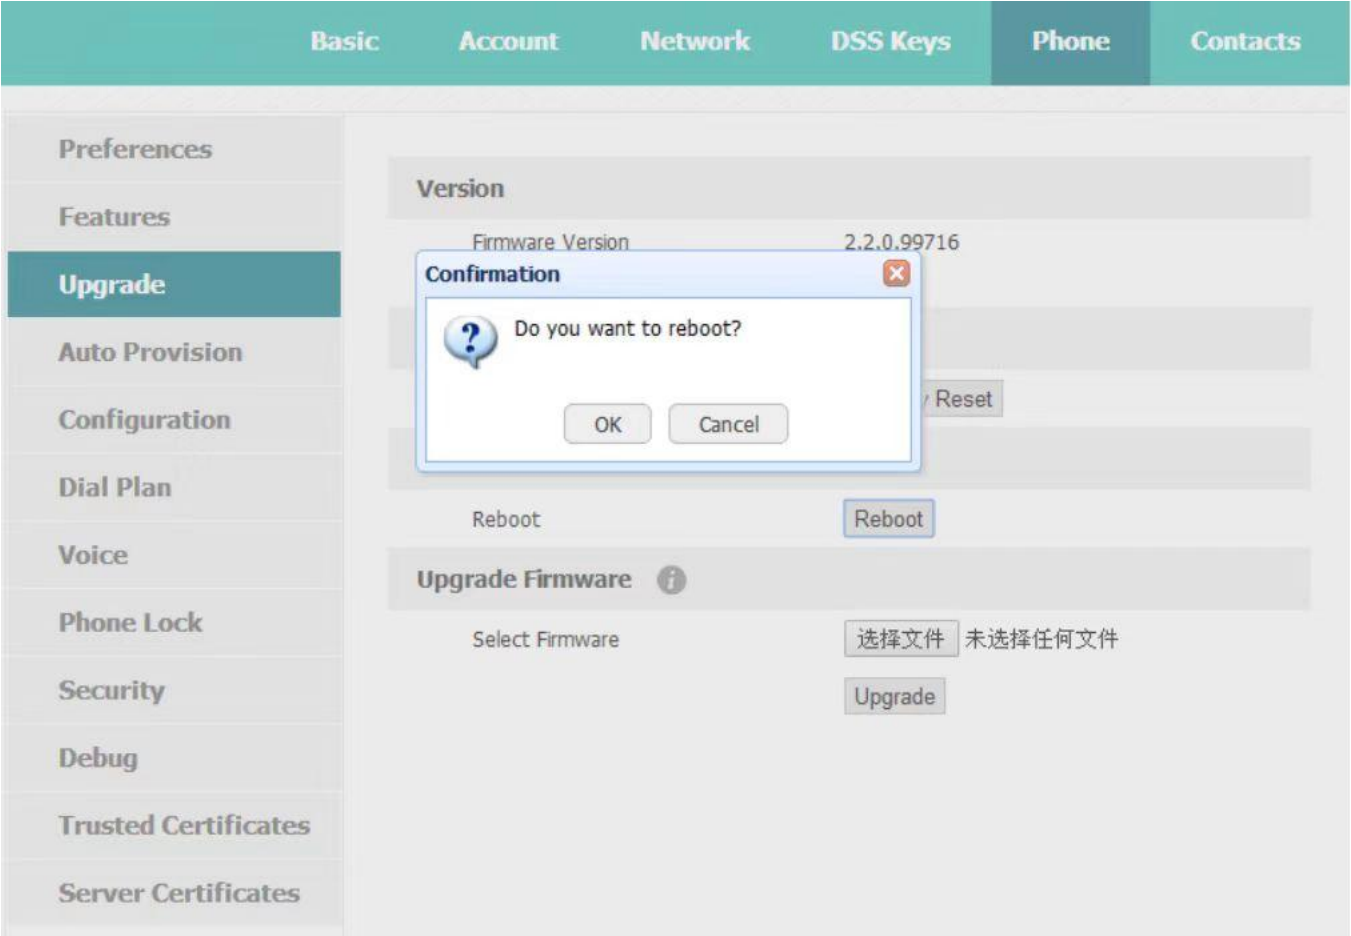 Basic Account Network DSS Keys Phone Contacts
Preferences
Features
Upgrade
Auto Provision
Configuration
Dial Plan
Voice
Phone Lock
Security
Debug
Trusted Certificates
Server Certificates
Version
Firmware Version 2.2.0.99716
Confirmation
Do you want to reboot?
OK Cancel
Reset
Reboot Reboot
Upgrade Firmware
Select Firmware 选择文件 未选择任何文件
Upgrade